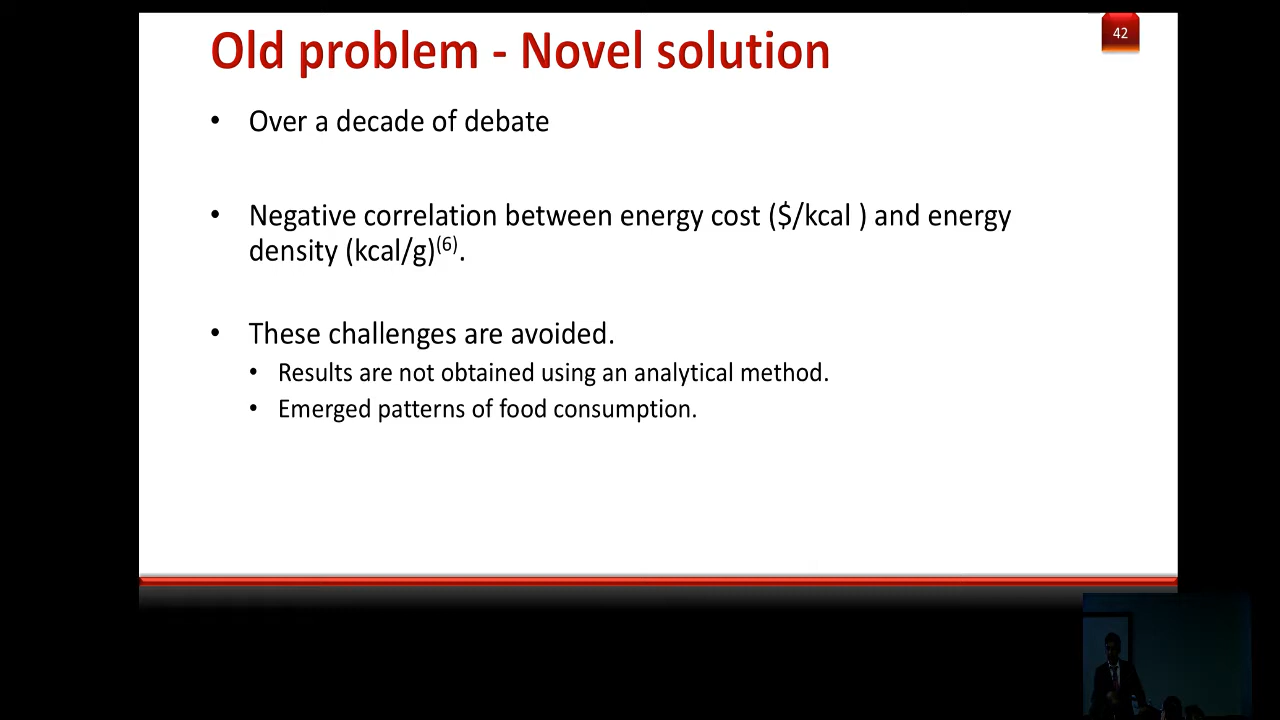 Old problem - Novel solution
42
• Over a decade of debate
• Negative correlation between energy cost ($/kcal ) and energy
density (kcal/g)(6).
• These challenges are avoided.
• Results are not obtained using an analytical method.
• Emerged patterns of food consumption.